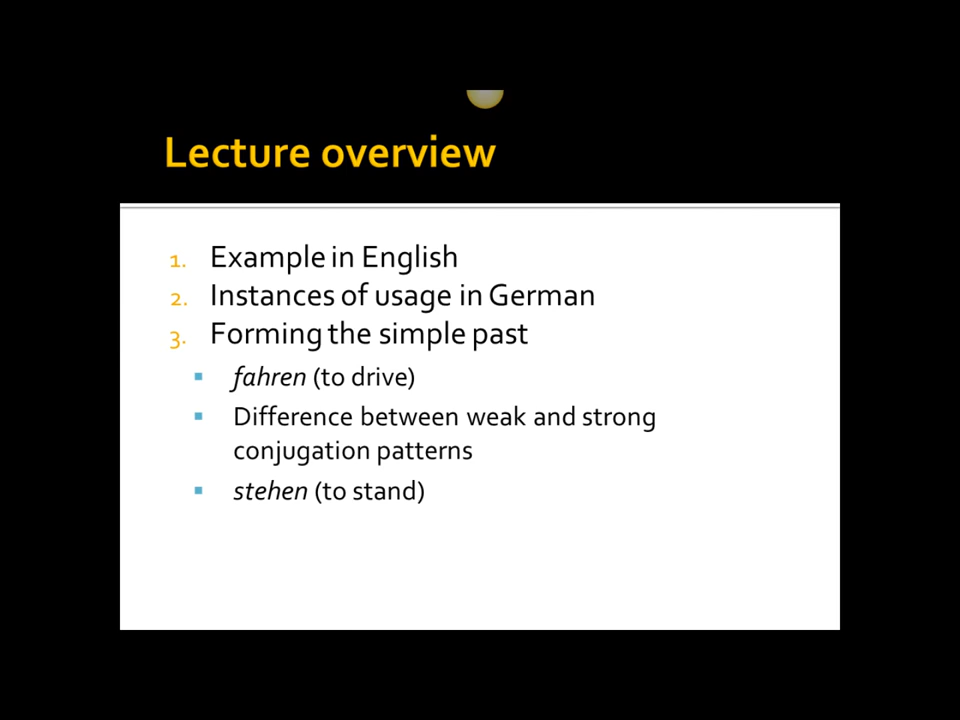 Lecture overview
1. Example in English
2. Instances of usage in German
3. Forming the simple past
▪ fahren (to drive)
▪ Difference between weak and strong
conjugation patterns
▪ stehen (to stand)